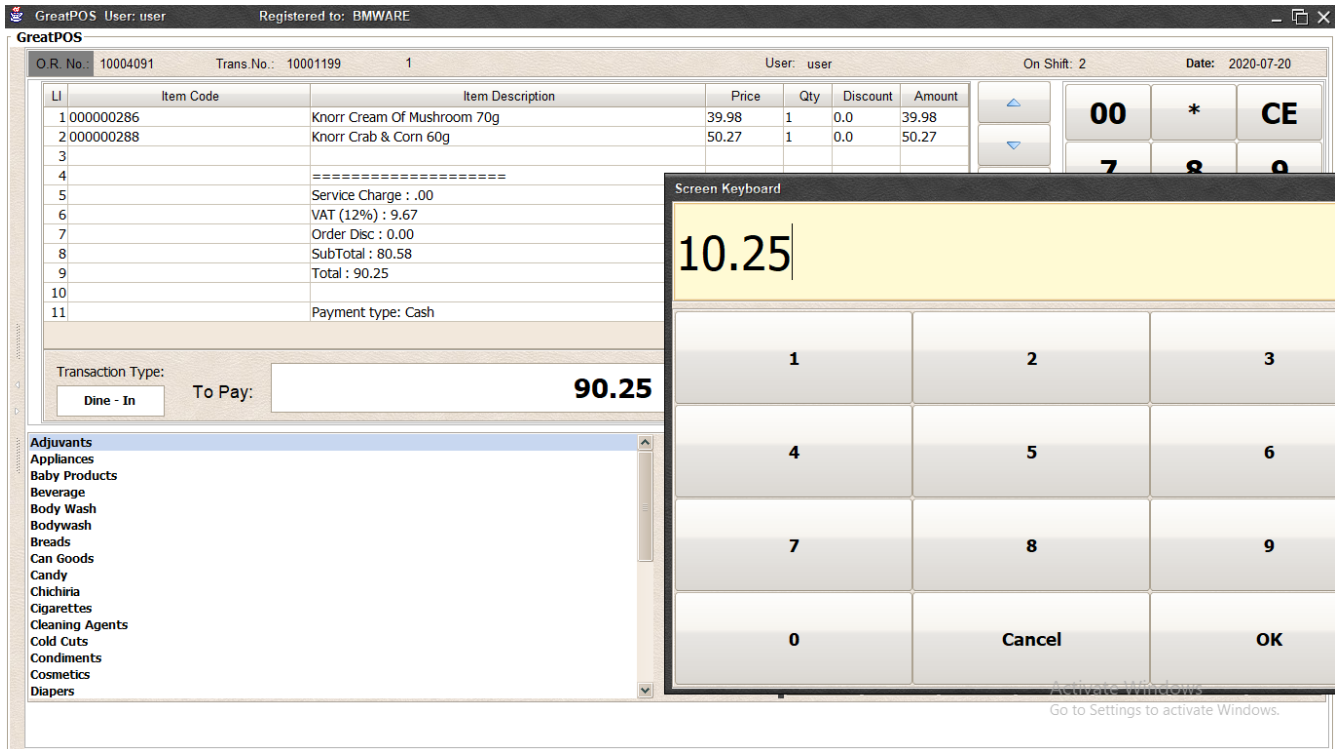 GreatPOS User: user Registered to: BMWARE
GreatPOS
O.R. No.: 10004091 Trans.No.: 10001199 1 User: user On Shift: 2 Date: 2020-07-20
LI Item Code Item Description Price Qty Discount Amount
1 000000286 Knorr Cream Of Mushroom 70g 39.98 1 0.0 39.98
2 000000288 Knorr Crab & Corn 60g 50.27 1 0.0 50.27
3
4 ====================
5 Service Charge : .00
6 VAT (12%) : 9.67
7 Order Disc : 0.00
8 SubTotal : 80.58
9 Total : 90.25
10
11 Payment type: Cash
00 * CE
7 8 9
Transaction Type:
Dine - In
To Pay: 90.25
Screen Keyboard
10.25
1 2 3
4 5 6
7 8 9
0 Cancel OK
Adjuvants
Appliances
Baby Products
Beverage
Body Wash
Bodywash
Breads
Can Goods
Candy
Chichiria
Cigarettes
Cleaning Agents
Cold Cuts
Condiments
Cosmetics
Diapers
Activate Windows
Go to Settings to activate Windows.